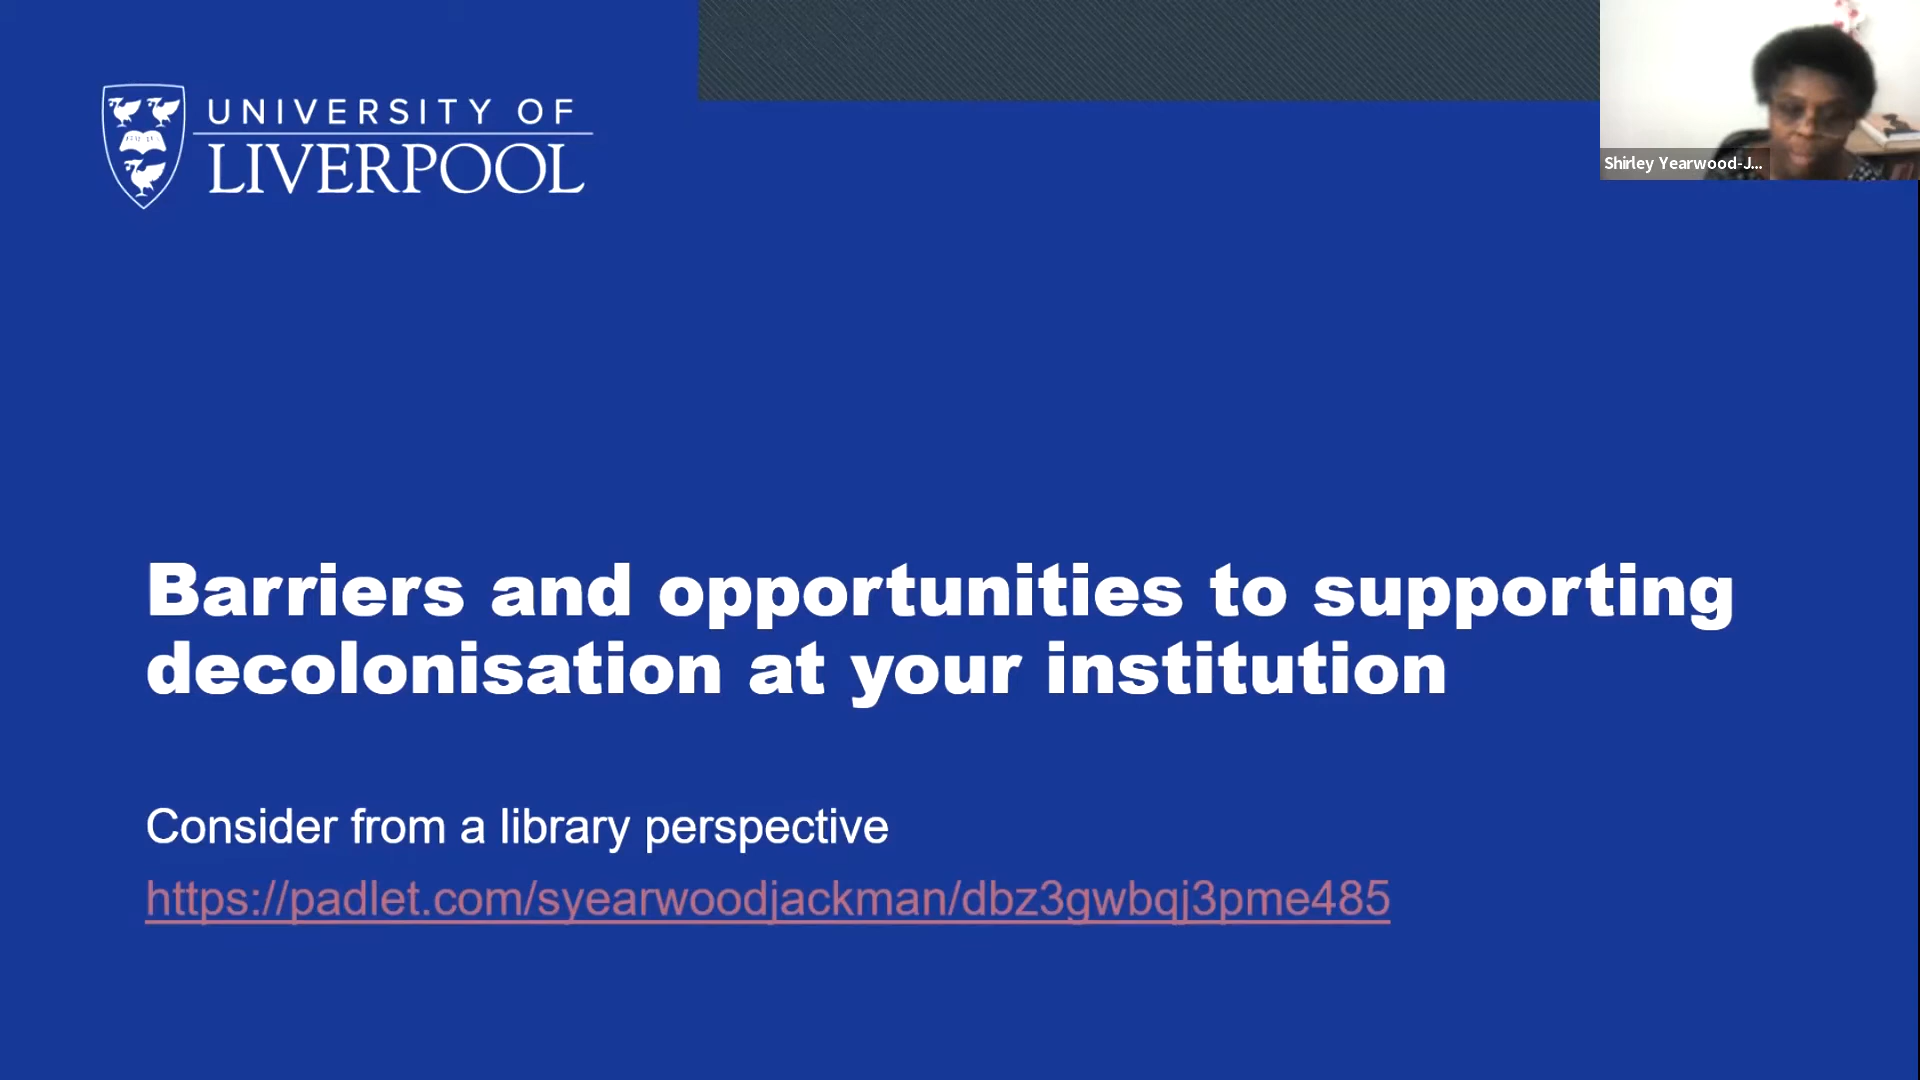 UNIVERSITY OF
LIVERPOOL
Shirley Yearwood-J...
Barriers and opportunities to supporting
decolonisation at your institution
Consider from a library perspective
https://padlet.com/syearwoodjackman/dbz3gwbqj3pme485